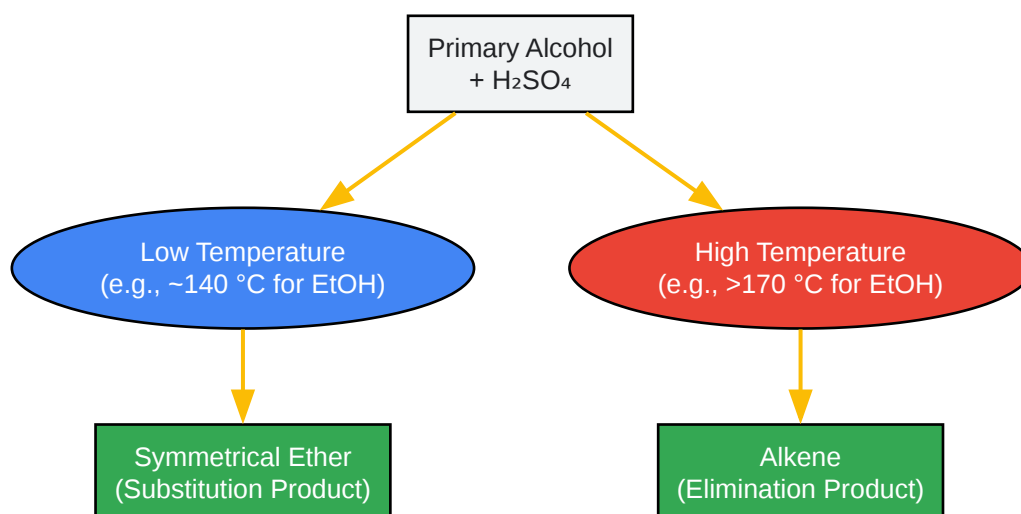 Primary Alcohol
+ H₂SO₄
Low Temperature
(e.g., ~140 °C for EtOH)
High Temperature
(e.g., >170 °C for EtOH)
Symmetrical Ether
(Substitution Product)
Alkene
(Elimination Product)